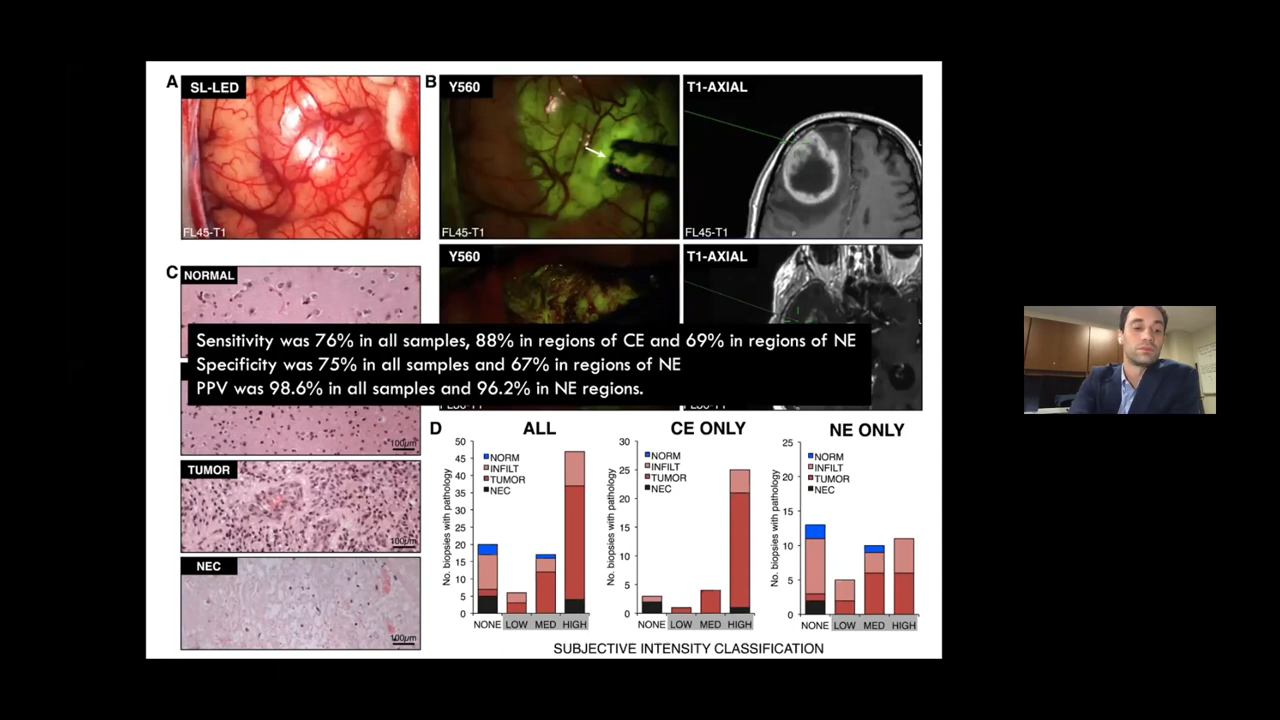 A
SL-LED
FL45-T1
B
Y560
FL45-T1
T1-AXIAL
FL45-T1
Y560
T1-AXIAL
C
NORMAL
Sensitivity was 76% in all samples, 88% in regions of CE and 69% in regions of NE
Specificity was 75% in all samples and 67% in regions of NE
PPV was 98.6% in all samples and 96.2% in NE regions.
100µm
TUMOR
100µm
NEC
100µm
D
ALL
No. biopsies with pathology
50
45
40
35
30
25
20
15
10
5
0
NORM
INFILT
TUMOR
NEC
NONE LOW MED HIGH
CE ONLY
No. biopsies with pathology
30
25
20
15
10
5
0
NORM
INFILT
TUMOR
NEC
NONE LOW MED HIGH
NE ONLY
No. biopsies with pathology
25
20
15
10
5
0
NORM
INFILT
TUMOR
NEC
NONE LOW MED HIGH
SUBJECTIVE INTENSITY CLASSIFICATION